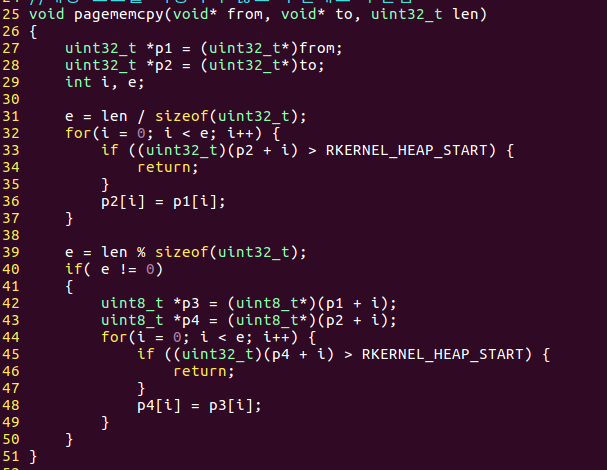 25 void pagememcpy(void* from, void* to, uint32_t len)
26 {
27     uint32_t *p1 = (uint32_t*)from;
28     uint32_t *p2 = (uint32_t*)to;
29     int i, e;
30
31     e = len / sizeof(uint32_t);
32     for(i = 0; i < e; i++) {
33         if ((uint32_t)(p2 + i) > RKERNEL_HEAP_START) {
34             return;
35         }
36         p2[i] = p1[i];
37     }
38
39     e = len % sizeof(uint32_t);
40     if( e != 0)
41     {
42         uint8_t *p3 = (uint8_t*)(p1 + i);
43         uint8_t *p4 = (uint8_t*)(p2 + i);
44         for(i = 0; i < e; i++) {
45             if ((uint32_t)(p4 + i) > RKERNEL_HEAP_START) {
46                 return;
47             }
48             p4[i] = p3[i];
49         }
50     }
51 }